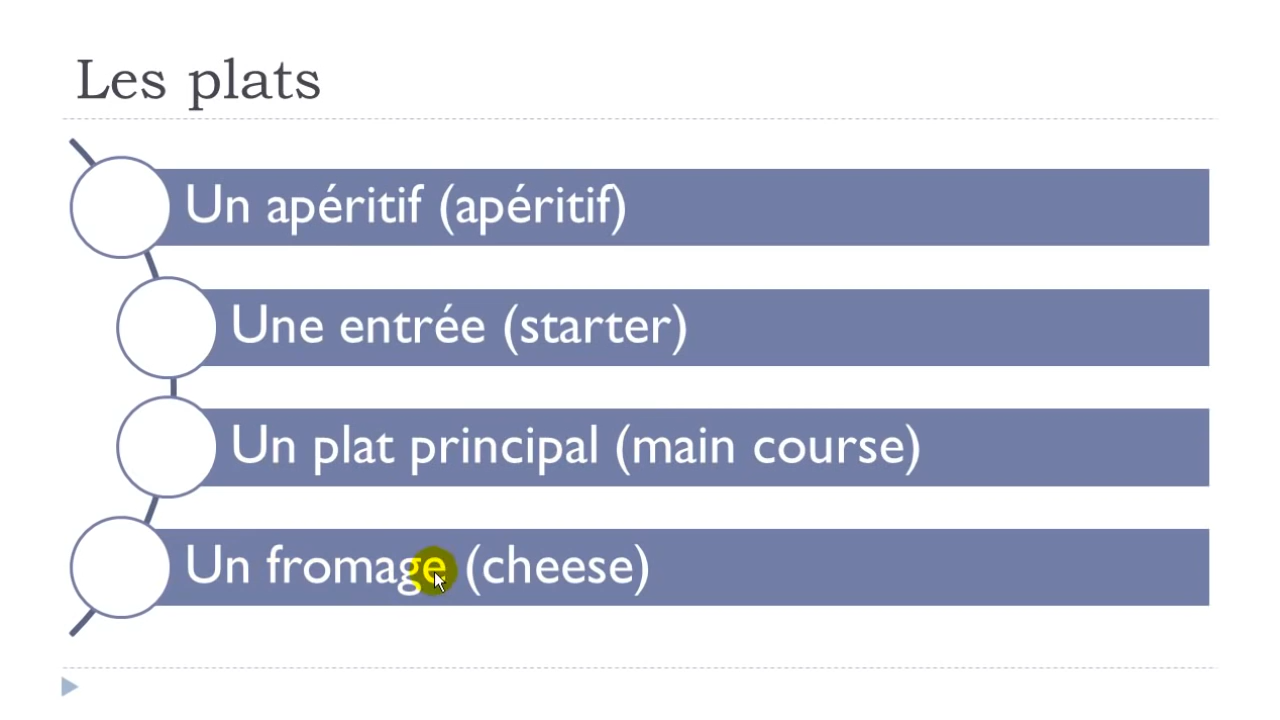 Les plats
Un apéritif (apéritif)
Une entrée (starter)
Un plat principal (main course)
Un fromage (cheese)